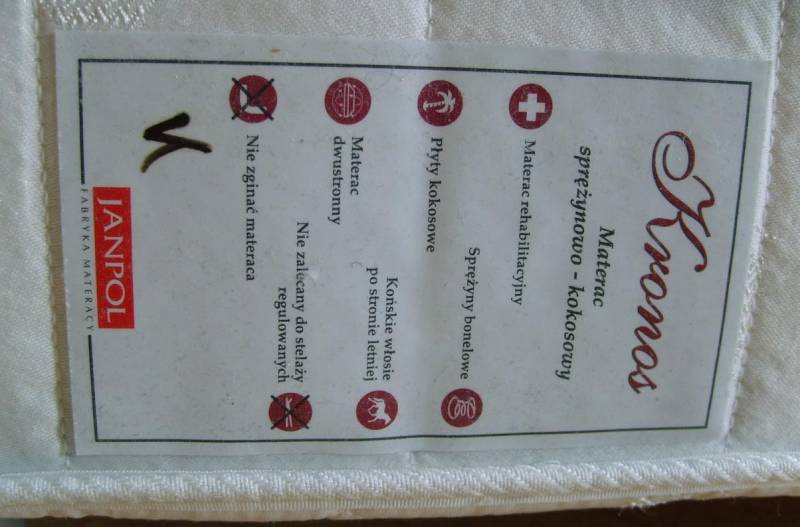 Kronos
Materac
sprężynowo - kokosowy
Materac rehabilitacyjny
Sprężyny bonelowe
Płyty kokosowe
Końskie włosie
po stronie letniej
Materac
dwustronny
Nie zalecany do stelaży
regulowanych
Nie zginać materaca
JANPOL
FABRYKA MATERACY